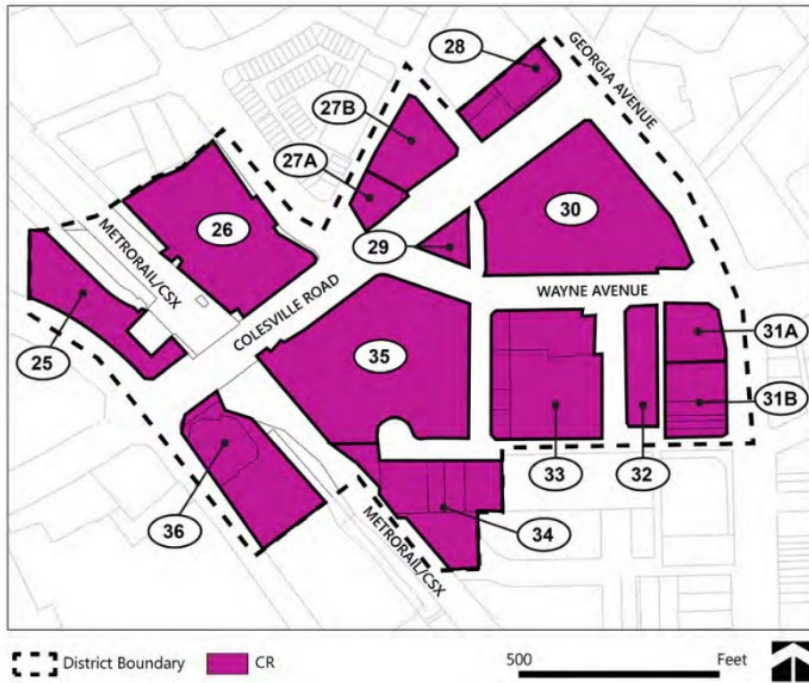 28
GEORGIA AVENUE
27B
27A
26
30
29
METRORAIL/CSX
WAYNE AVENUE
COLESVILLE ROAD
25
31A
35
31B
36
33
32
34
METRORAIL/CSX
District Boundary CR 500 Feet